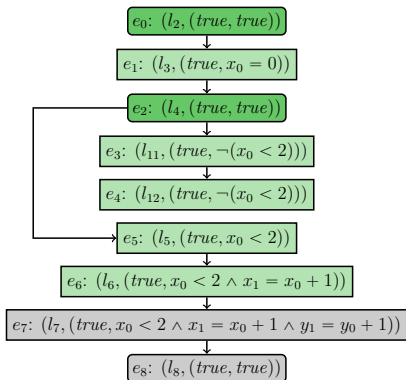 e₀: (l₂, (true, true))
e₁: (l₃, (true, x₀ = 0))
e₂: (l₄, (true, true))
e₃: (l₁₁, (true, ¬(x₀ < 2)))
e₄: (l₁₂, (true, ¬(x₀ < 2)))
e₅: (l₅, (true, x₀ < 2))
e₆: (l₆, (true, x₀ < 2 ∧ x₁ = x₀ + 1))
e₇: (l₇, (true, x₀ < 2 ∧ x₁ = x₀ + 1 ∧ y₁ = y₀ + 1))
e₈: (l₈, (true, true))